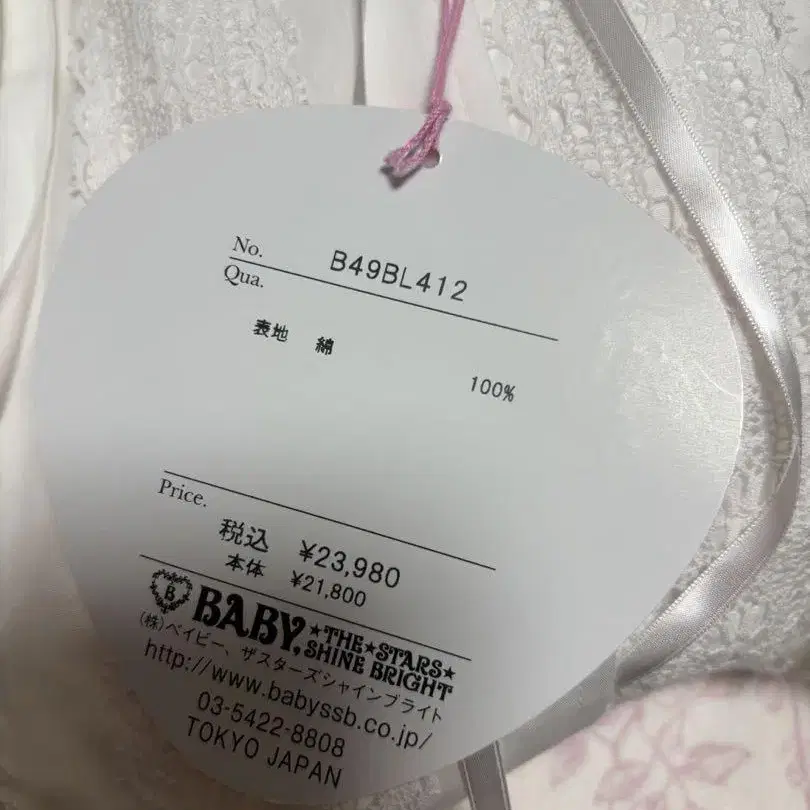 No. B49BL412
Qua.
表地 綿
100%
Price.
税込 ¥23,980
本体 ¥21,800
B
BABY, ★THE★STARS★
SHINE BRIGHT
(株)ベイビー、ザスターズシャインブライト
http://www.babyssb.co.jp/
03-5422-8808
TOKYO JAPAN